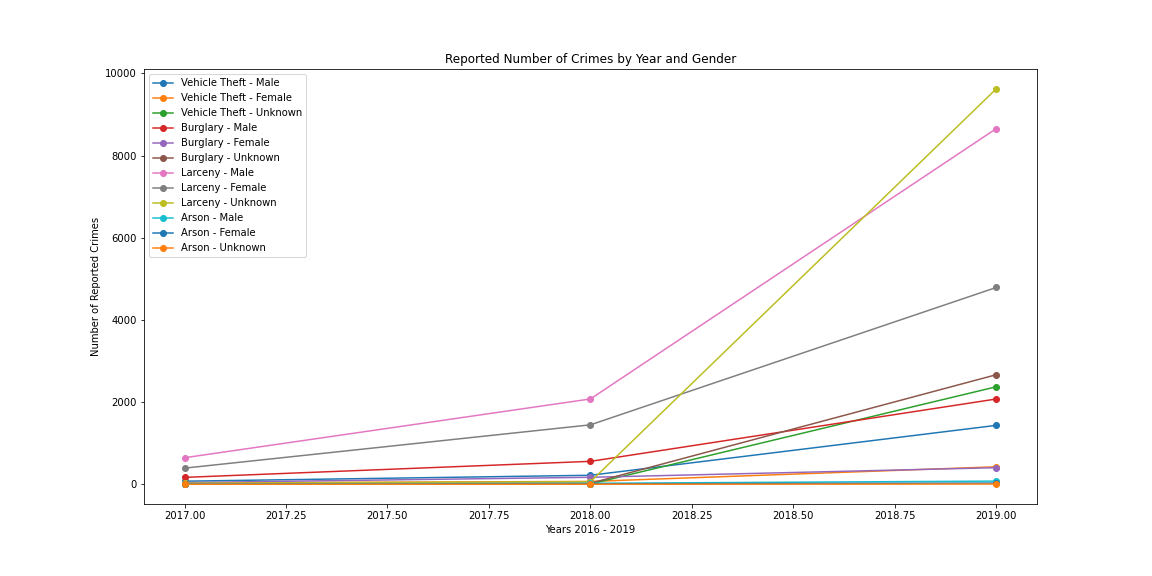 Reported Number of Crimes by Year and Gender
10000
8000
6000
4000
2000
0
Number of Reported Crimes
Vehicle Theft - Male
Vehicle Theft - Female
Vehicle Theft - Unknown
Burglary - Male
Burglary - Female
Burglary - Unknown
Larceny - Male
Larceny - Female
Larceny - Unknown
Arson - Male
Arson - Female
Arson - Unknown
2017.00 2017.25 2017.50 2017.75 2018.00 2018.25 2018.50 2018.75 2019.00
Years 2016 - 2019